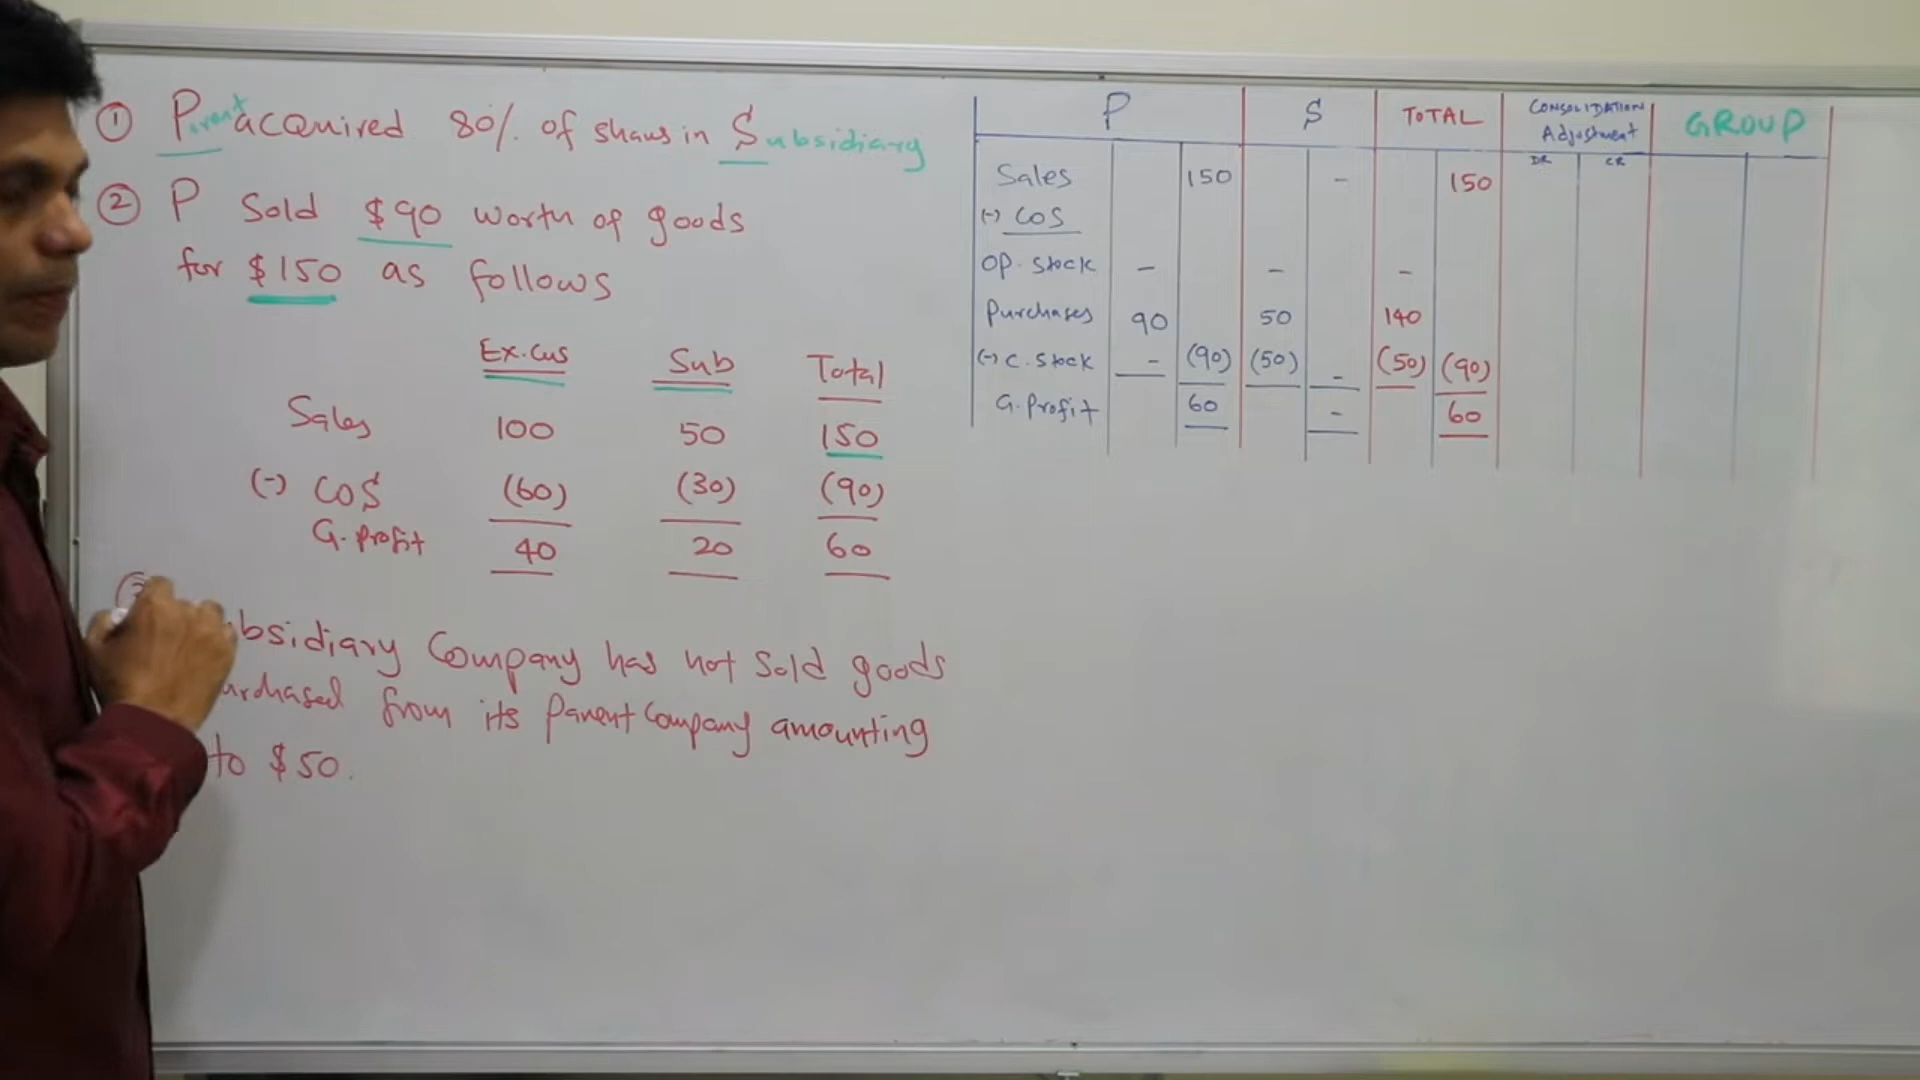 ① Parent acquired 80% of shares in Subsidiary
② P Sold $90 worth of goods
for $150 as follows
Ex.Cus Sub Total
Sales 100 50 150
(-) COS (60) (30) (90)
G.Profit 40 20 60
bsidiary Company has not Sold goods
urchased from its Parent Company amounting
to $50.
P S TOTAL CONSOLIDATION Adjustment GROUP
DR CR
Sales 150 - 150
(-) COS
OP. Stock - - -
Purchases 90 50 140
(-) C. Stock - (90) (50) - (50) (90)
G. Profit 60 - 60